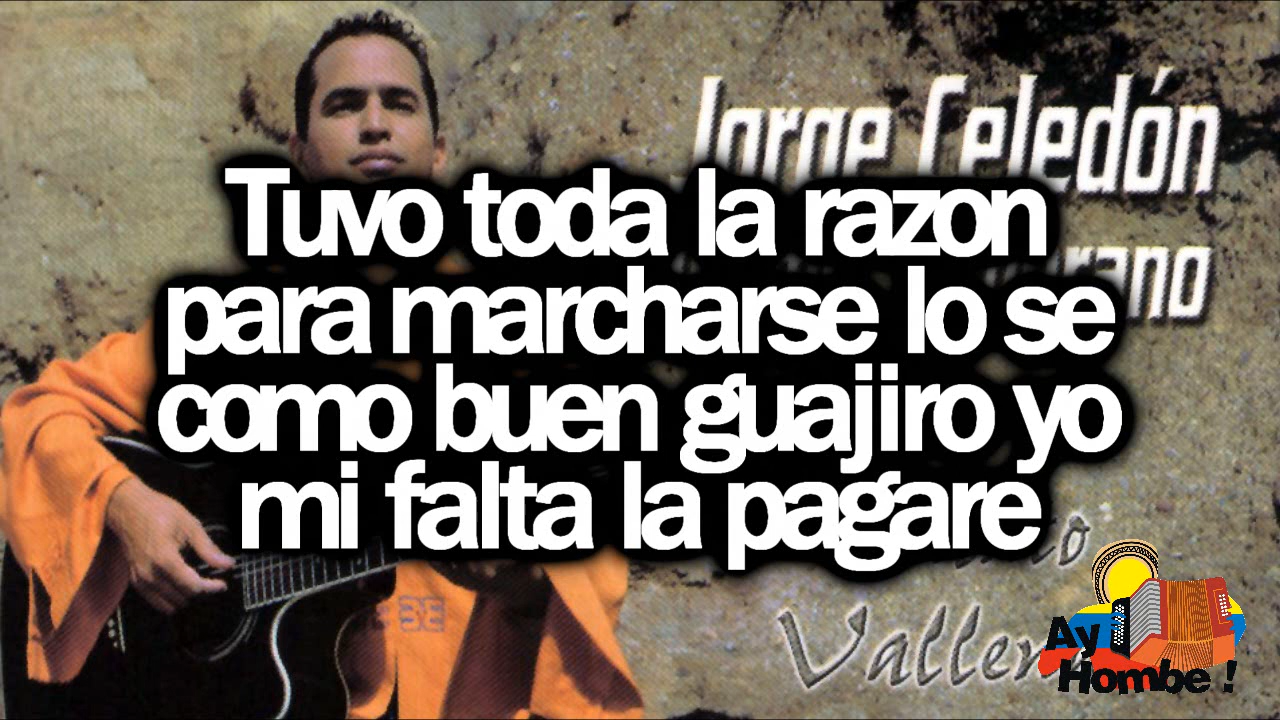 Jorge Celedón
Tuvo toda la razon
para marcharse lo se
como buen guajiro yo
mi falta la pagare
Ay
Hombe !